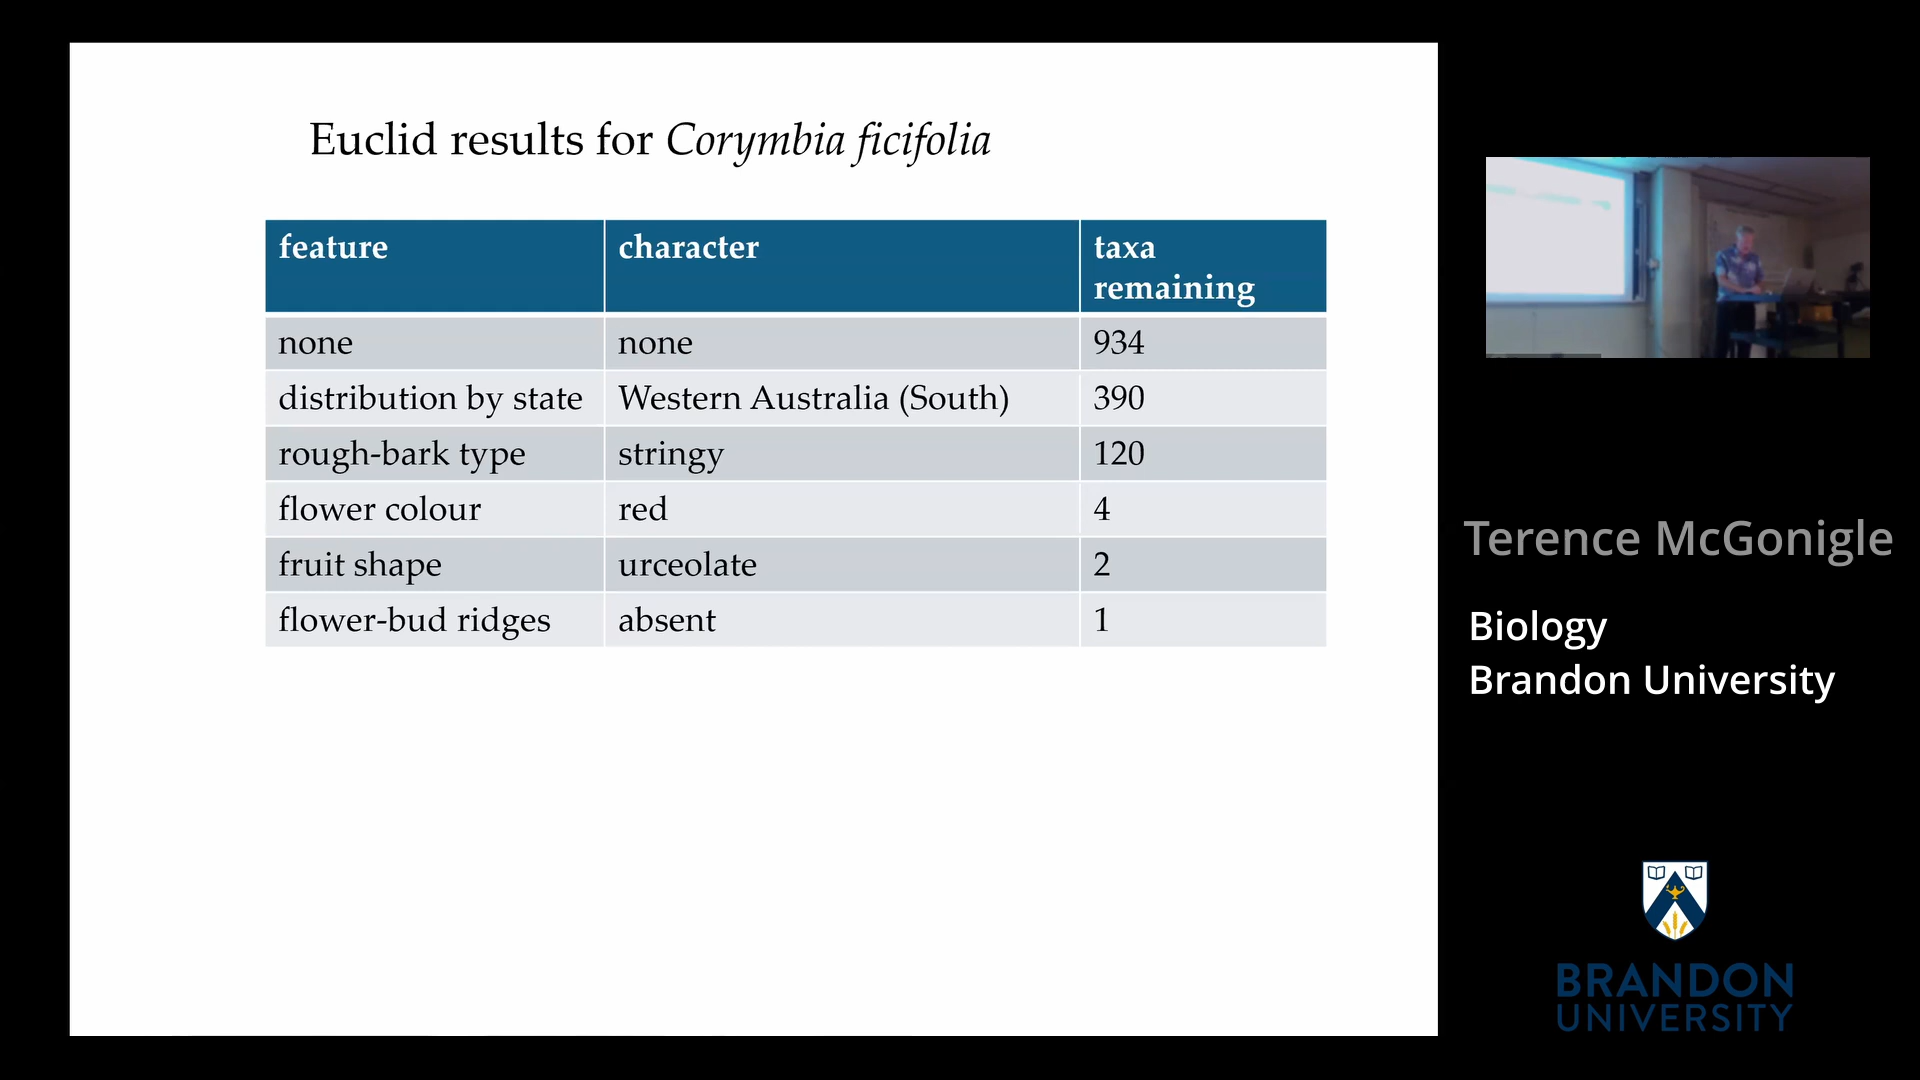 Euclid results for Corymbia ficifolia
feature character taxa remaining
none none 934
distribution by state Western Australia (South) 390
rough-bark type stringy 120
flower colour red 4
fruit shape urceolate 2
flower-bud ridges absent 1
Terence McGonigle
Biology
Brandon University
BRANDON
UNIVERSITY